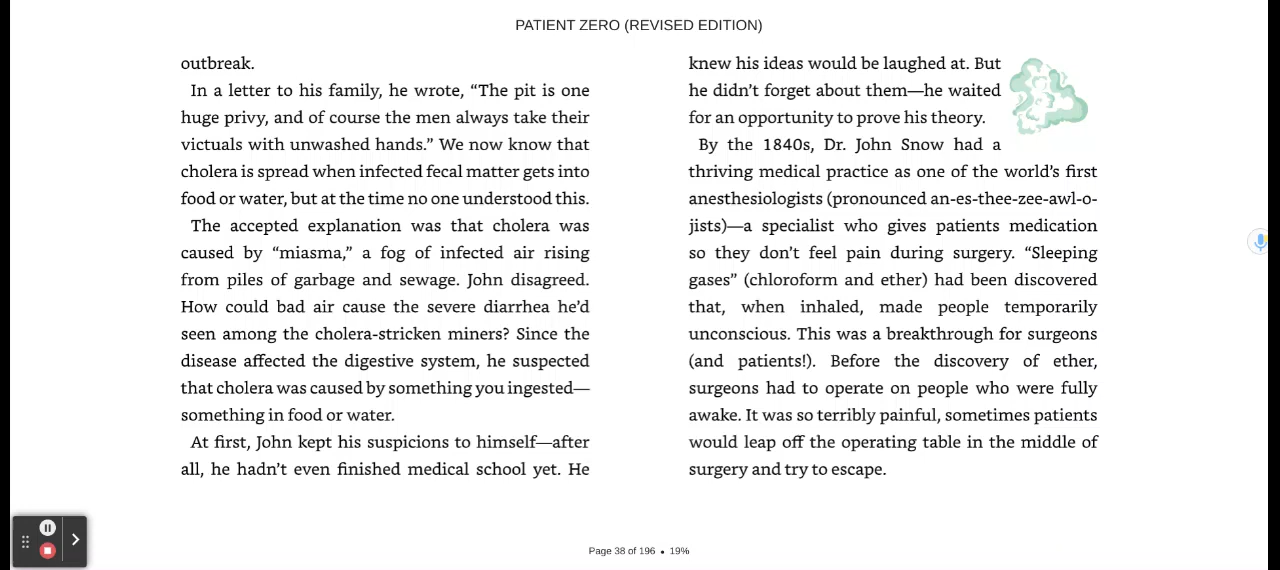 PATIENT ZERO (REVISED EDITION)
outbreak.
In a letter to his family, he wrote, “The pit is one
huge privy, and of course the men always take their
victuals with unwashed hands.” We now know that
cholera is spread when infected fecal matter gets into
food or water, but at the time no one understood this.
The accepted explanation was that cholera was
caused by “miasma,” a fog of infected air rising
from piles of garbage and sewage. John disagreed.
How could bad air cause the severe diarrhea he’d
seen among the cholera-stricken miners? Since the
disease affected the digestive system, he suspected
that cholera was caused by something you ingested—
something in food or water.
At first, John kept his suspicions to himself—after
all, he hadn’t even finished medical school yet. He
knew his ideas would be laughed at. But
he didn’t forget about them—he waited
for an opportunity to prove his theory.
By the 1840s, Dr. John Snow had a
thriving medical practice as one of the world’s first
anesthesiologists (pronounced an-es-thee-zee-awl-o-
jists)—a specialist who gives patients medication
so they don’t feel pain during surgery. “Sleeping
gases” (chloroform and ether) had been discovered
that, when inhaled, made people temporarily
unconscious. This was a breakthrough for surgeons
(and patients!). Before the discovery of ether,
surgeons had to operate on people who were fully
awake. It was so terribly painful, sometimes patients
would leap off the operating table in the middle of
surgery and try to escape.
Page 38 of 196 • 19%